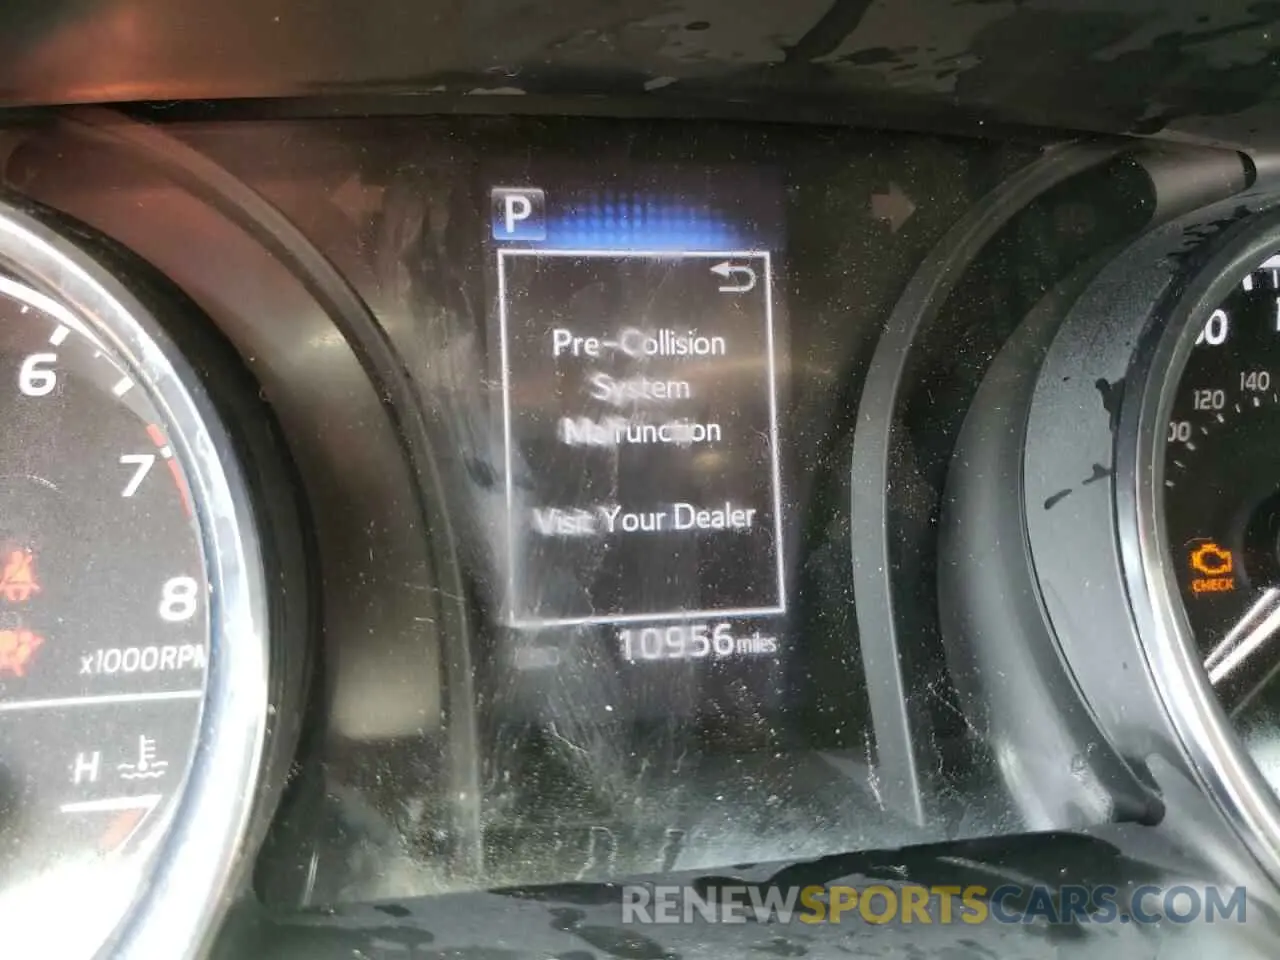 P
Pre-Collision
System
Malfunction
Visit Your Dealer
10956 miles
6
7
8
x1000RPM
H
120
140
CHECK
RENEWSPORTSCARS.COM